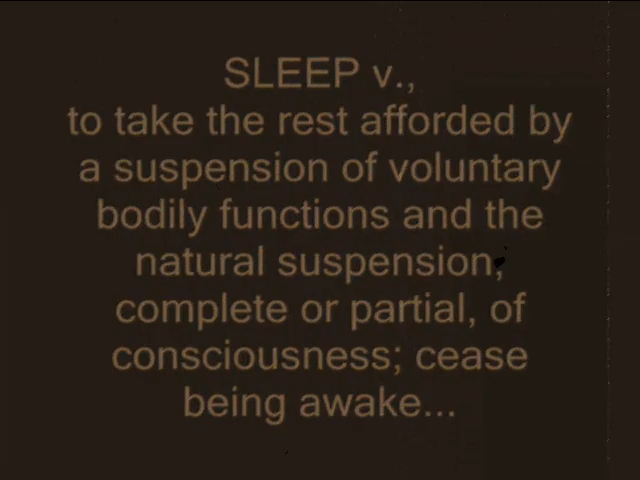 SLEEP v.,
to take the rest afforded by
a suspension of voluntary
bodily functions and the
natural suspension,
complete or partial, of
consciousness; cease
being awake...